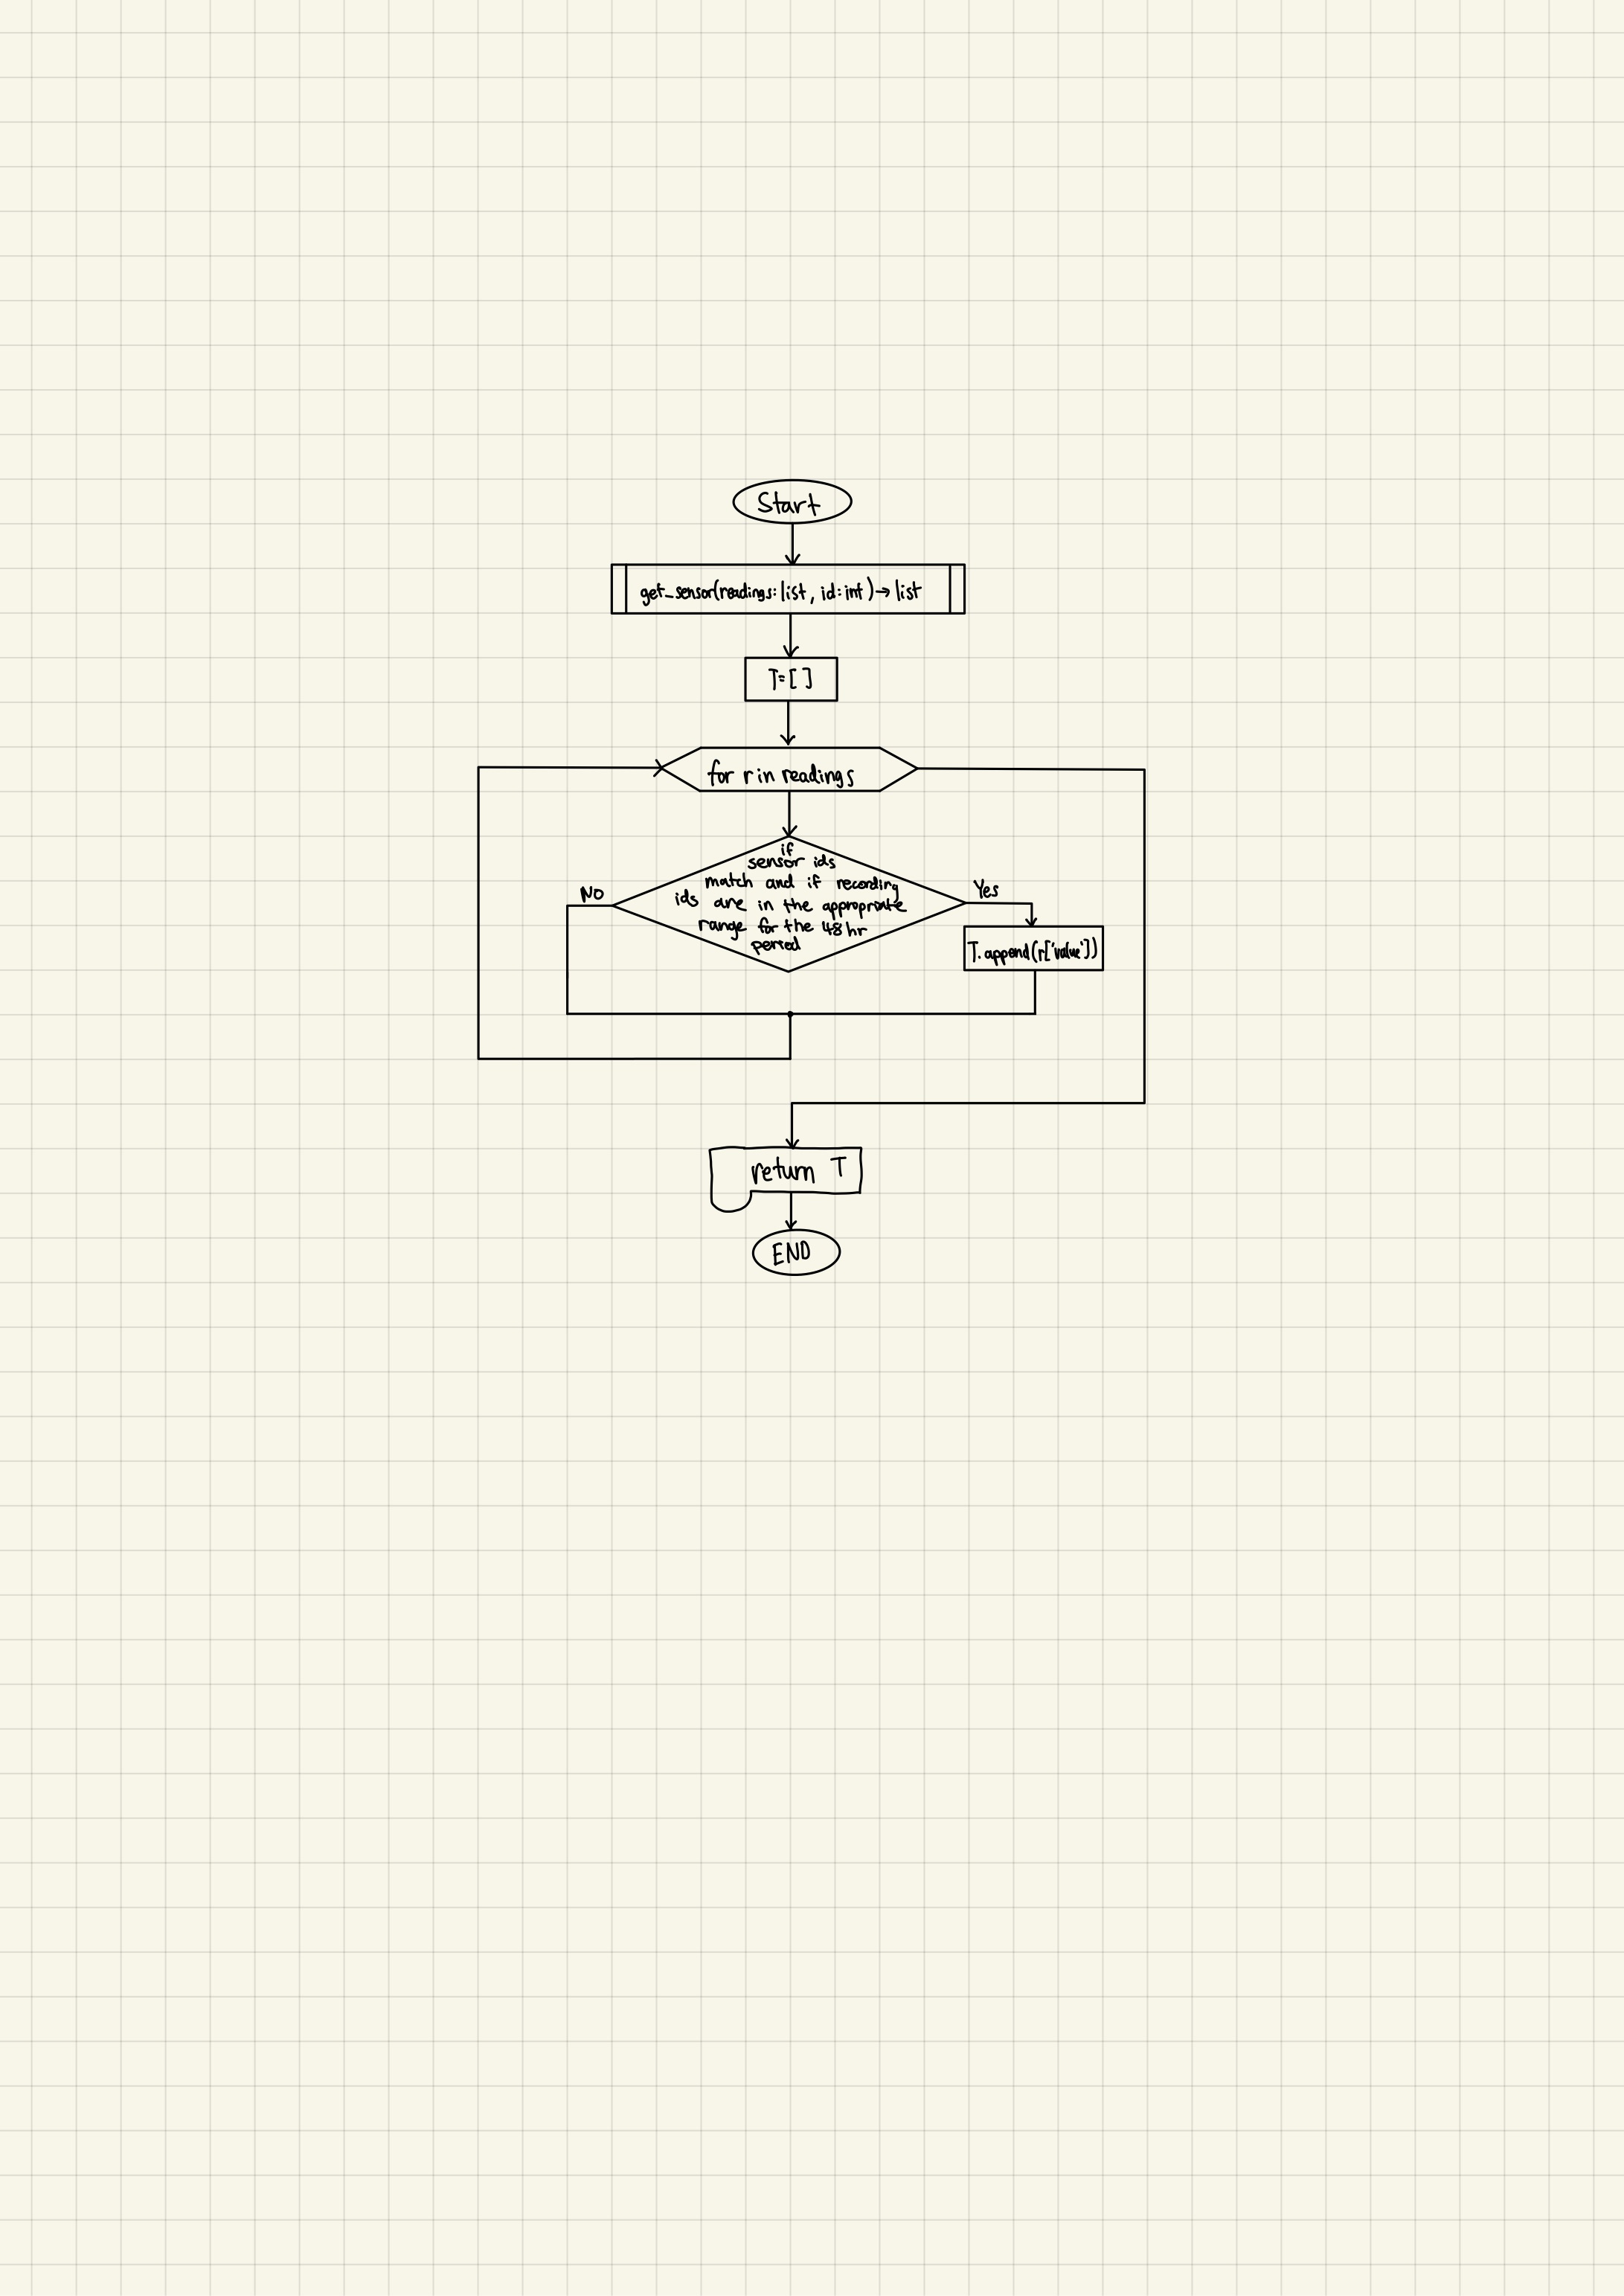 Start
get_sensor(readings: list, id: int) → list
T=[ ]
for r in readings
if
sensor ids
match and if recording
ids are in the appropriate
range for the 48 hr
period
No
Yes
T.append(r['value'])
return T
END